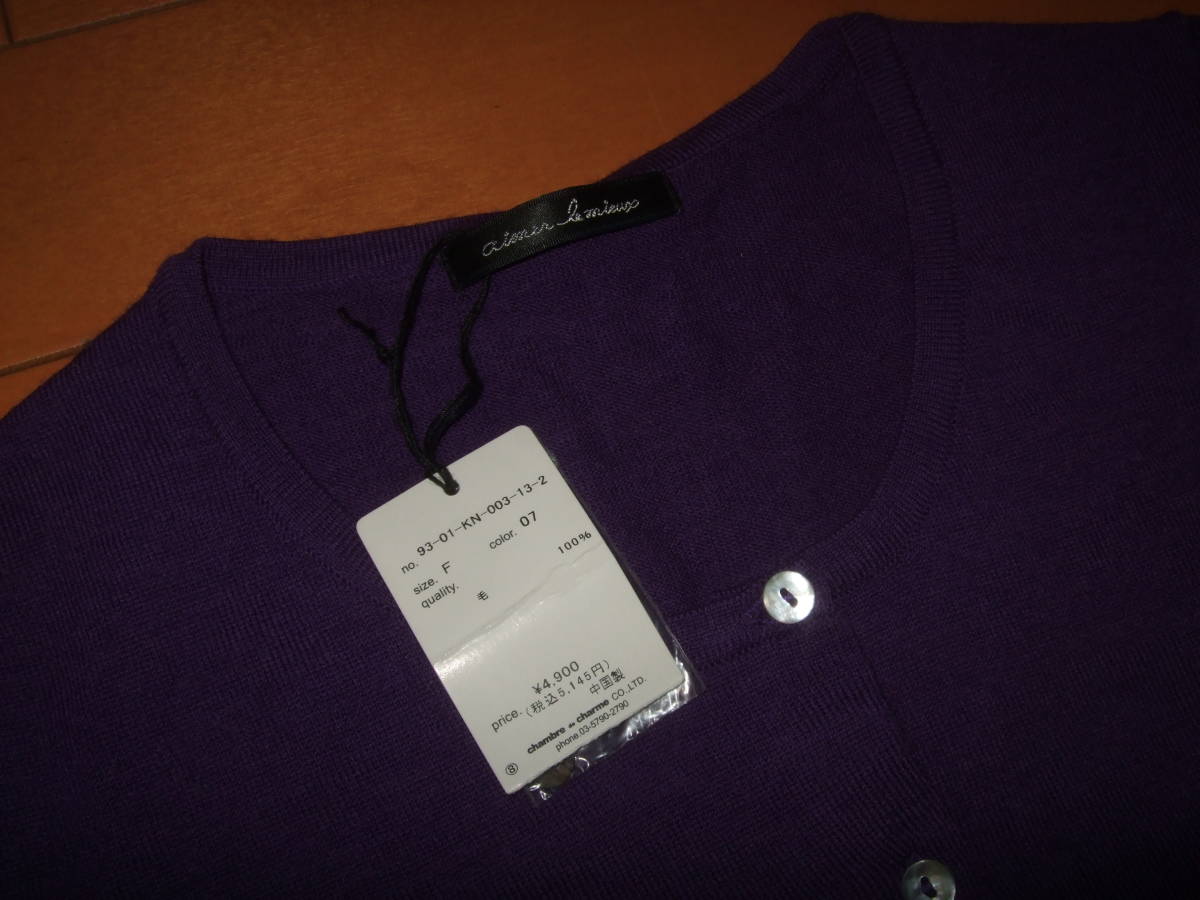 aimer le mieux
no. 93-01-KN-003-13-2
size. F color. 07
quality.
毛 100%
¥4,900
price. (税込5,145円)
中国製
chambre de charme CO.,LTD.
phone.03-5790-2790
Ⓑ